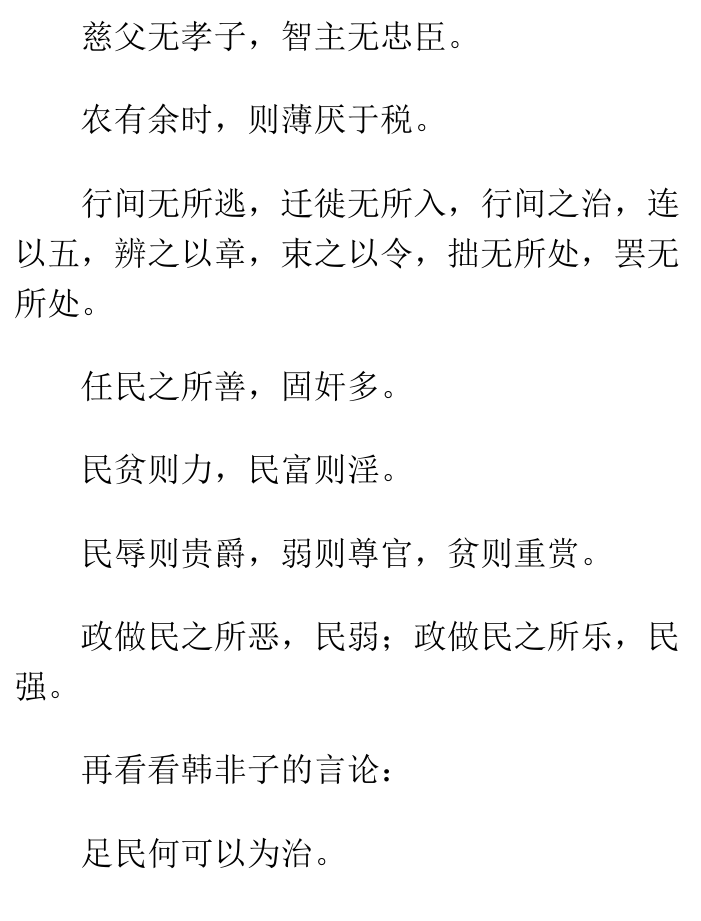 慈父无孝子，智主无忠臣。
农有余时，则薄厌于税。
行间无所逃，迁徙无所入，行间之治，连
以五，辨之以章，束之以令，拙无所处，罢无
所处。
任民之所善，固奸多。
民贫则力，民富则淫。
民辱则贵爵，弱则尊官，贫则重赏。
政做民之所恶，民弱；政做民之所乐，民
强。
再看看韩非子的言论：
足民何可以为治。